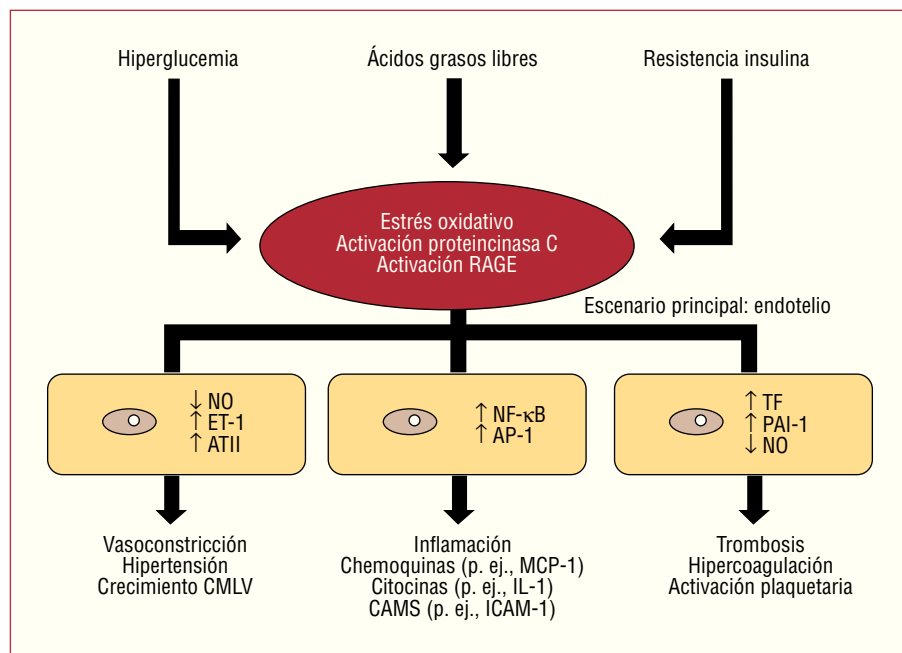 Hiperglucemia
Ácidos grasos libres
Resistencia insulina
Estrés oxidativo
Activación proteincinasa C
Activación RAGE
Escenario principal: endotelio
↓ NO
↑ ET-1
↑ ATII
↑ NF-κB
↑ AP-1
↑ TF
↑ PAI-1
↓ NO
Vasoconstricción
Hipertensión
Crecimiento CMLV
Inflamación
Chemoquinas (p. ej., MCP-1)
Citocinas (p. ej., IL-1)
CAMS (p. ej., ICAM-1)
Trombosis
Hipercoagulación
Activación plaquetaria